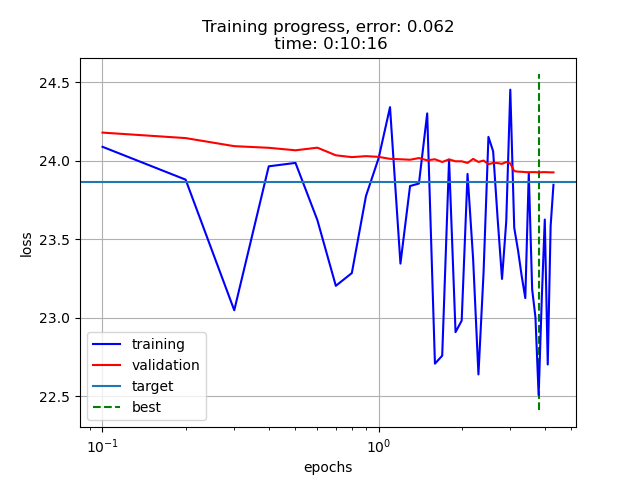 Training progress, error: 0.062
time: 0:10:16
24.5
24.0
23.5
23.0
22.5
loss
training
validation
target
best
10⁻¹
10⁰
epochs